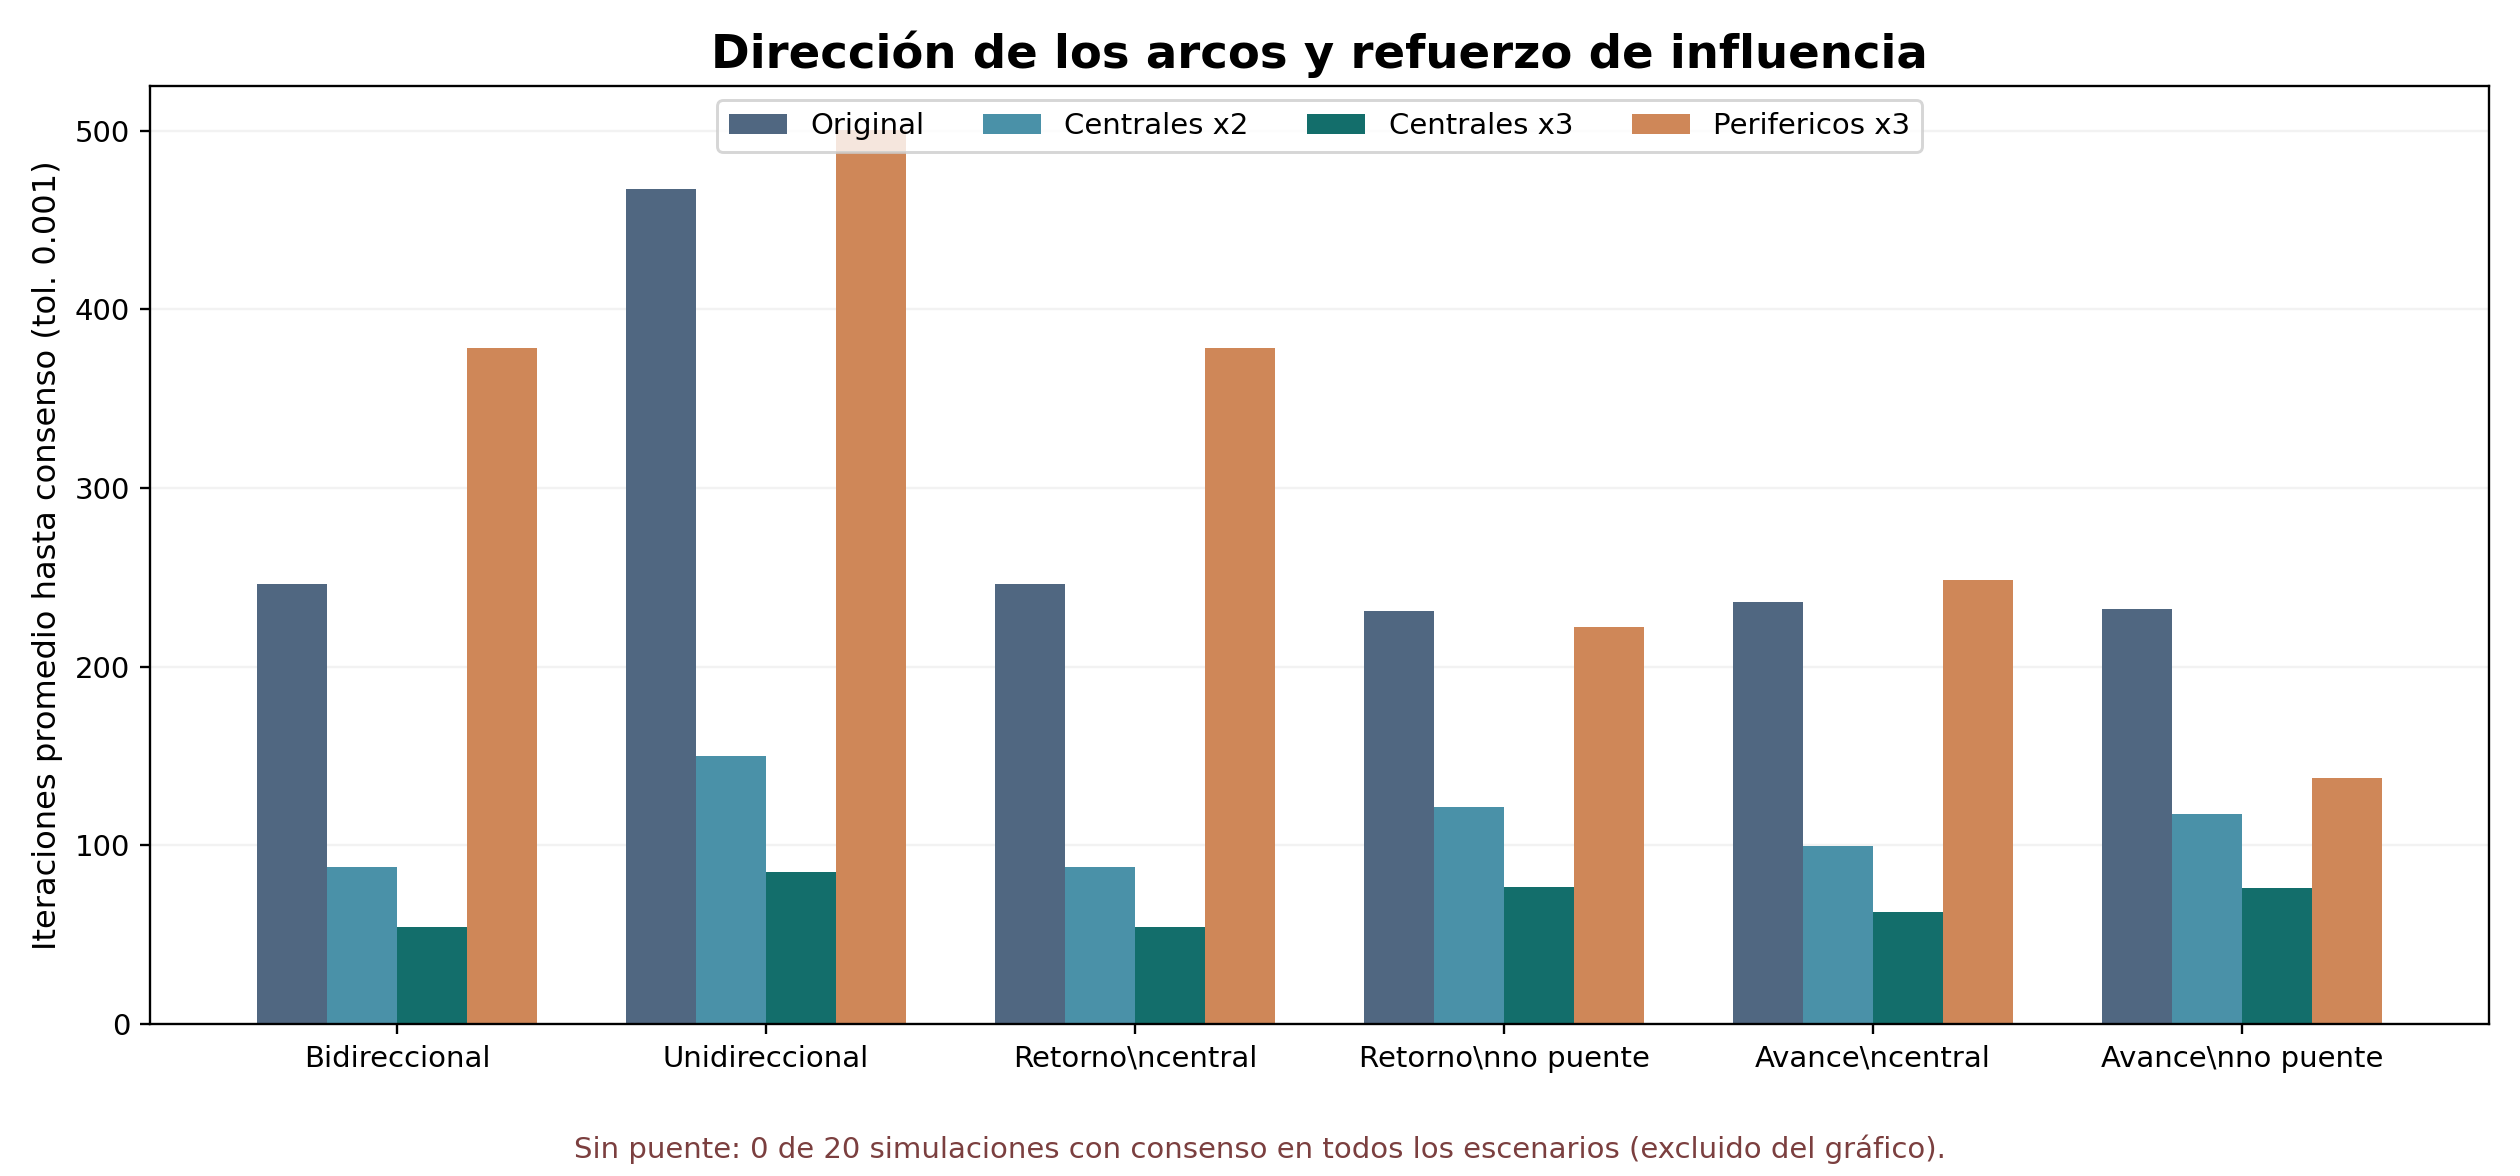 Dirección de los arcos y refuerzo de influencia
Original Centrales x2 Centrales x3 Perifericos x3
Iteraciones promedio hasta consenso (tol. 0.001)
500
400
300
200
100
0
Bidireccional Unidireccional Retorno\ncentral Retorno\nno puente Avance\ncentral Avance\nno puente
Sin puente: 0 de 20 simulaciones con consenso en todos los escenarios (excluido del gráfico).